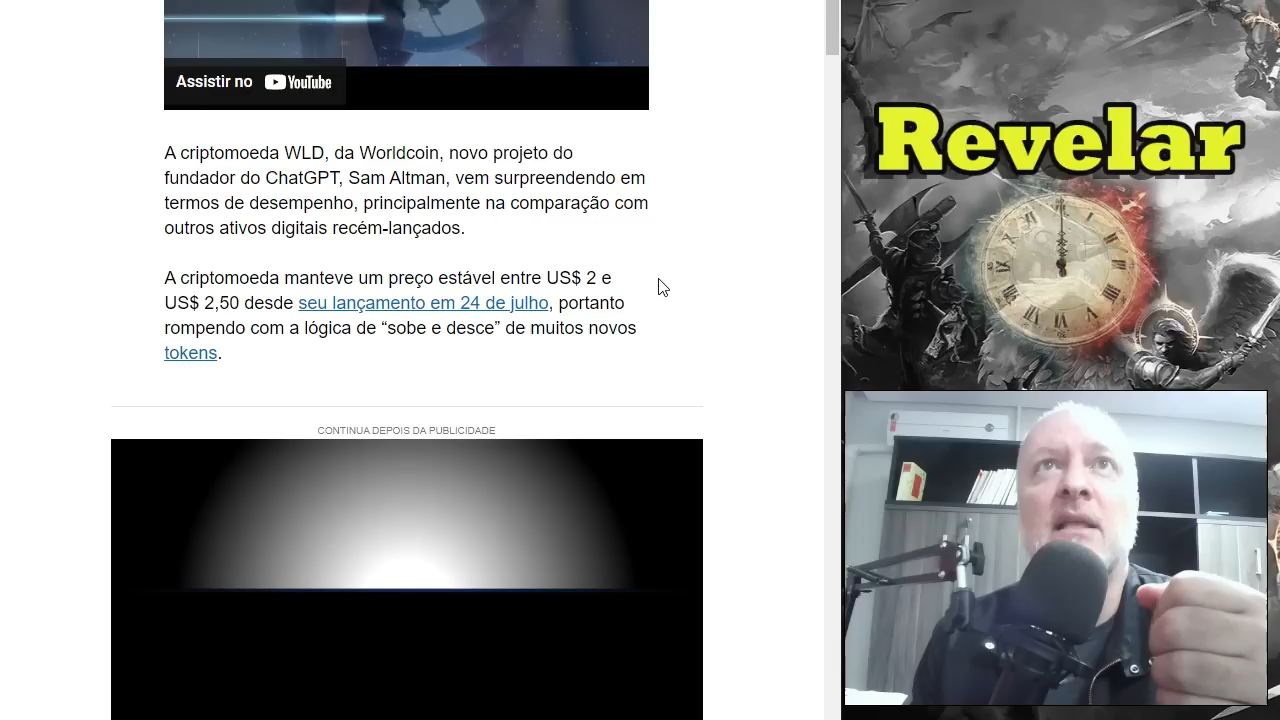 Assistir no YouTube
A criptomoeda WLD, da Worldcoin, novo projeto do
fundador do ChatGPT, Sam Altman, vem surpreendendo em
termos de desempenho, principalmente na comparação com
outros ativos digitais recém-lançados.
A criptomoeda manteve um preço estável entre US$ 2 e
US$ 2,50 desde seu lançamento em 24 de julho, portanto
rompendo com a lógica de “sobe e desce” de muitos novos
tokens.
CONTINUA DEPOIS DA PUBLICIDADE
Revelar